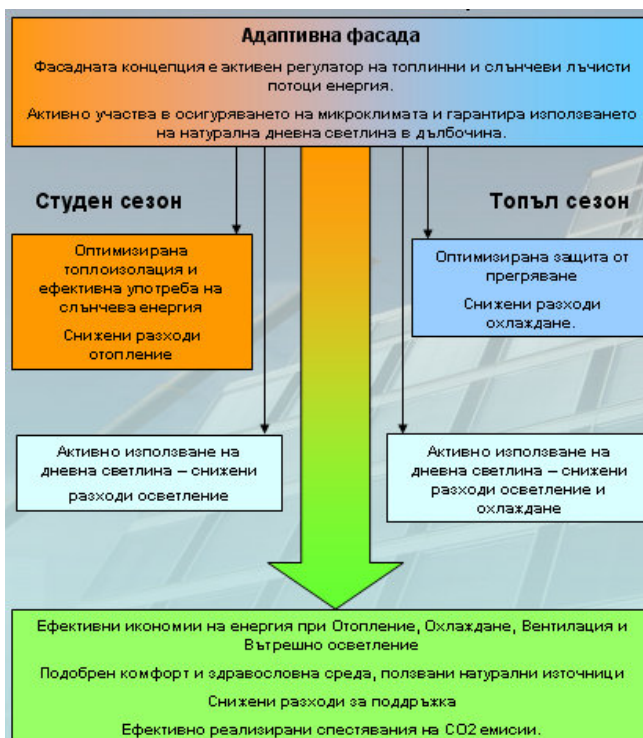 Адаптивна фасада
Фасадната концепция е активен регулатор на топлинни и слънчеви лъчисти
потоци енергия.
Активно участва в осигуряването на микроклимата и гарантира използването
на натурална дневна светлина в дълбочина.
Студен сезон
Топъл сезон
Оптимизирана
топлоизолация и
ефективна употреба на
слънчева енергия
Снижени разходи
отопление
Оптимизирана защита от
прегряване
Снижени разходи
охлаждане.
Активно използване на
дневна светлина – снижени
разходи осветление
Активно използване на
дневна светлина – снижени
разходи осветление и
охлаждане
Ефективни икономии на енергия при Отопление, Охлаждане, Вентилация и
Вътрешно осветление
Подобрен комфорт и здравословна среда, ползвани натурални източници
Снижени разходи за поддръжка
Ефективно реализирани спестявания на CO2 емисии.